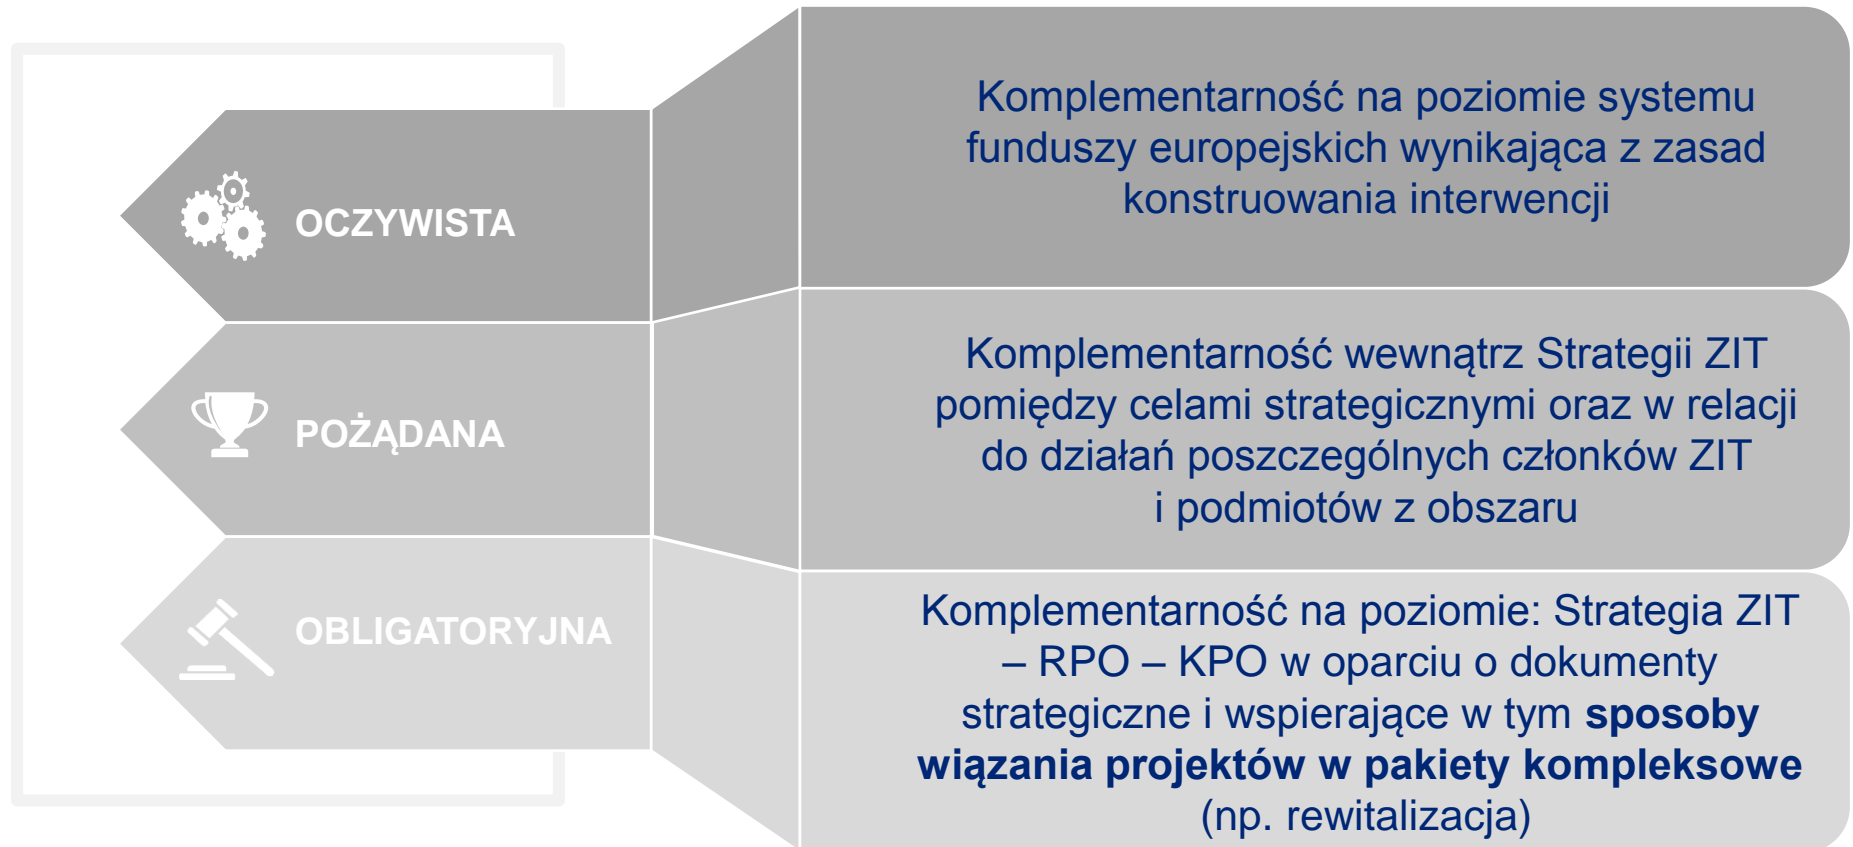 OCZYWISTA
Komplementarność na poziomie systemu
funduszy europejskich wynikająca z zasad
konstruowania interwencji
POŻĄDANA
Komplementarność wewnątrz Strategii ZIT
pomiędzy celami strategicznymi oraz w relacji
do działań poszczególnych członków ZIT
i podmiotów z obszaru
OBLIGATORYJNA
Komplementarność na poziomie: Strategia ZIT
– RPO – KPO w oparciu o dokumenty
strategiczne i wspierające w tym sposoby
wiązania projektów w pakiety kompleksowe
(np. rewitalizacja)